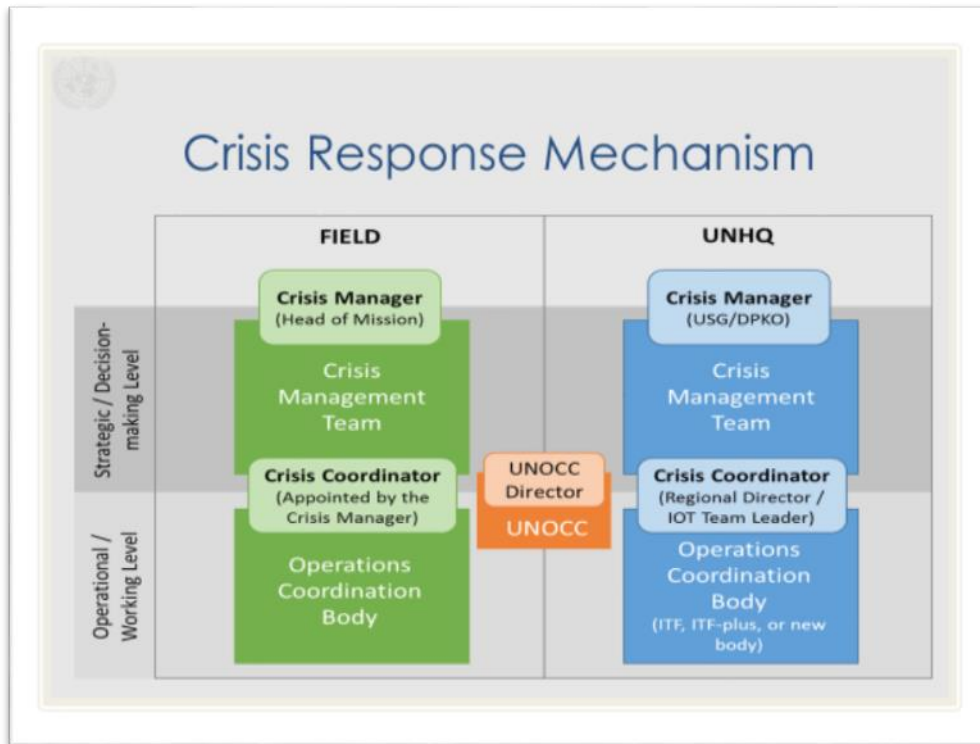 Crisis Response Mechanism
FIELD
UNHQ
Strategic / Decision-
making Level
Crisis Manager
(Head of Mission)
Crisis
Management
Team
Crisis Manager
(USG/DPKO)
Crisis
Management
Team
Operational /
Working Level
Crisis Coordinator
(Appointed by the
Crisis Manager)
Operations
Coordination
Body
UNOCC
Director
UNOCC
Crisis Coordinator
(Regional Director /
IOT Team Leader)
Operations
Coordination
Body
(ITF, ITF-plus, or new
body)